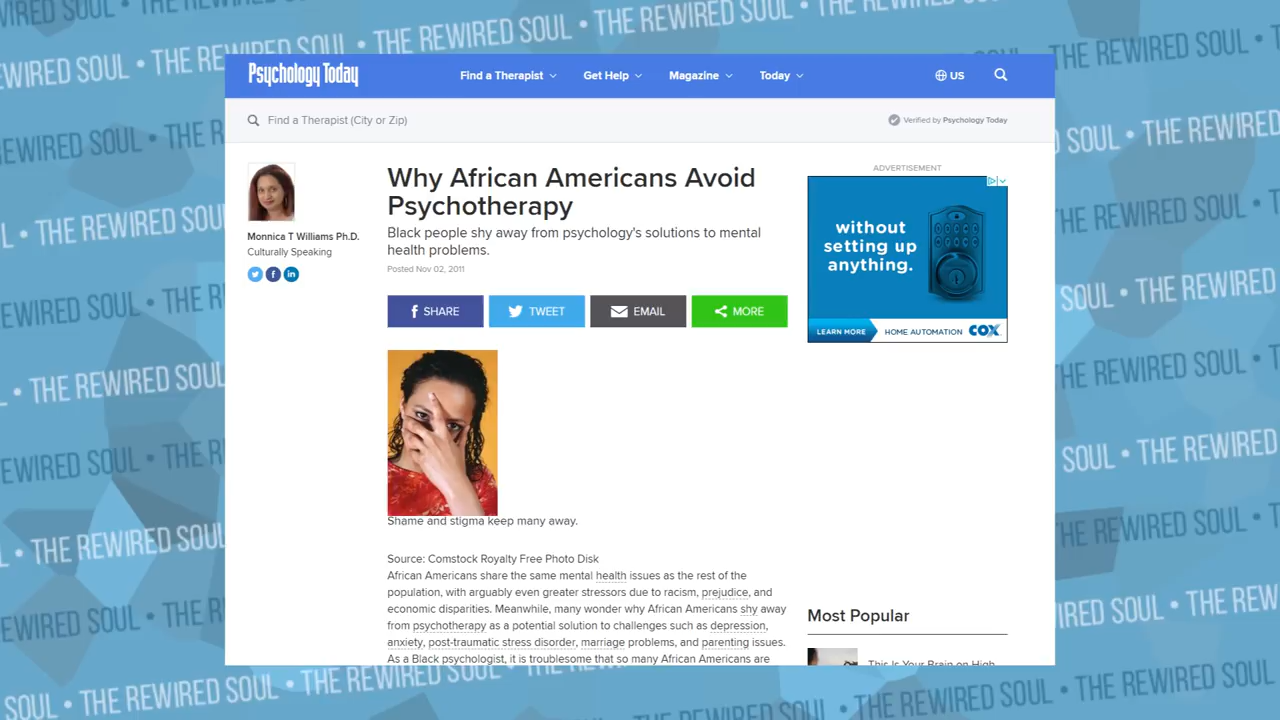 THE REWIRED SOUL • THE REWIRED SOUL • THE REWIRED SOUL
Psychology Today
Find a Therapist
Get Help
Magazine
Today
US
Find a Therapist (City or Zip)
Verified by Psychology Today
Monnica T Williams Ph.D.
Culturally Speaking
Why African Americans Avoid
Psychotherapy
Black people shy away from psychology's solutions to mental
health problems.
Posted Nov 02, 2011
SHARE
TWEET
EMAIL
MORE
Shame and stigma keep many away.
Source: Comstock Royalty Free Photo Disk
African Americans share the same mental health issues as the rest of the
population, with arguably even greater stressors due to racism, prejudice, and
economic disparities. Meanwhile, many wonder why African Americans shy away
from psychotherapy as a potential solution to challenges such as depression,
anxiety, post-traumatic stress disorder, marriage problems, and parenting issues.
As a Black psychologist, it is troublesome that so many African Americans are
ADVERTISEMENT
without
setting up
anything.
LEARN MORE
HOME AUTOMATION COX
Most Popular
This Is Your Brain on High